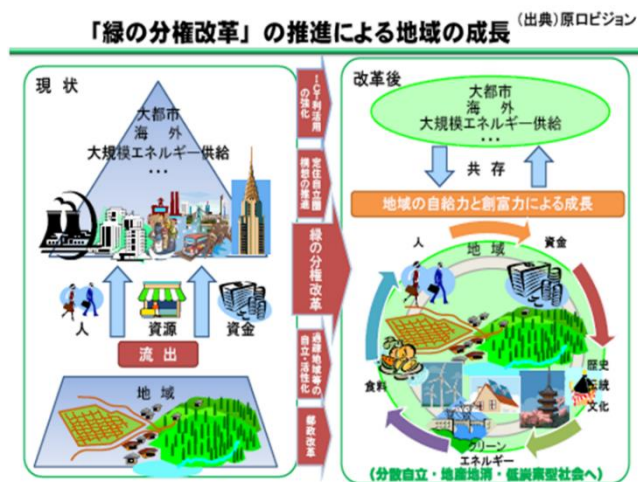 「緑の分権改革」の推進による地域の成長
(出典)原口ビジョン
現 状
大都市
海 外
大規模エネルギー供給
…
人
資源
資金
流出
地 域
ICT利活用
の強化
定住自立圏
構想の推進
緑の分権改革
過疎地域等の
自立・活性化
郵政改革
改革後
大都市
海 外
大規模エネルギー供給
…
共 存
地域の自給力と創富力による成長
人
地 域
資金
食料
歴史
伝統
文化
クリーン
エネルギー
(分散自立・地産地消・低炭素型社会へ)